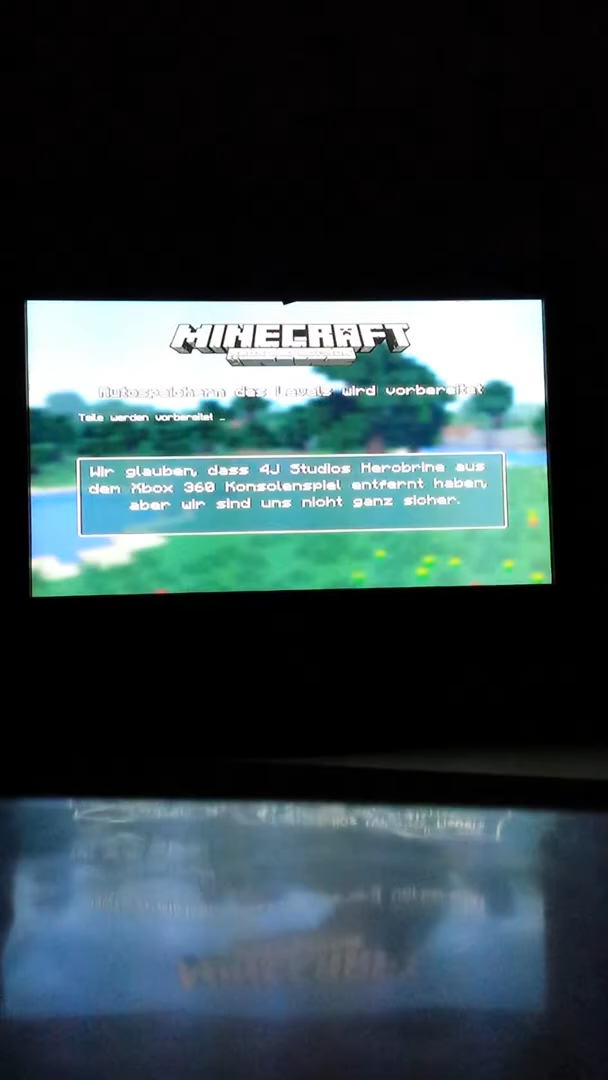 MINECRAFT
Autospeichern des Levels wird vorbereitet
Teile werden vorbereitet ...
Wir glauben, dass 4J Studios Herobrine aus
dem Xbox 360 Konsolenspiel entfernt haben,
aber wir sind uns nicht ganz sicher.